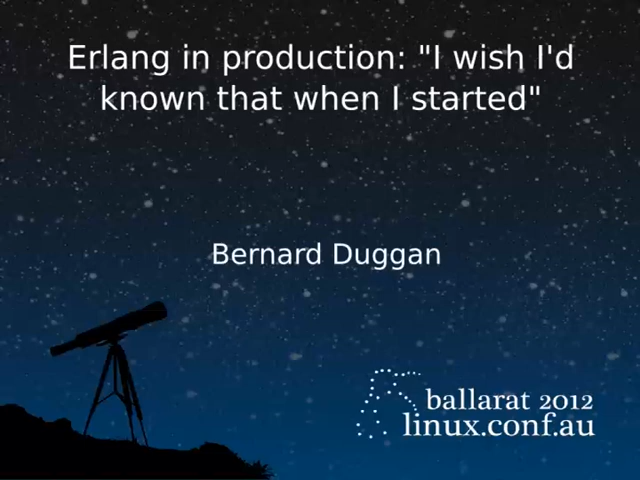 Erlang in production: "I wish I'd
known that when I started"
Bernard Duggan
ballarat 2012
linux.conf.au